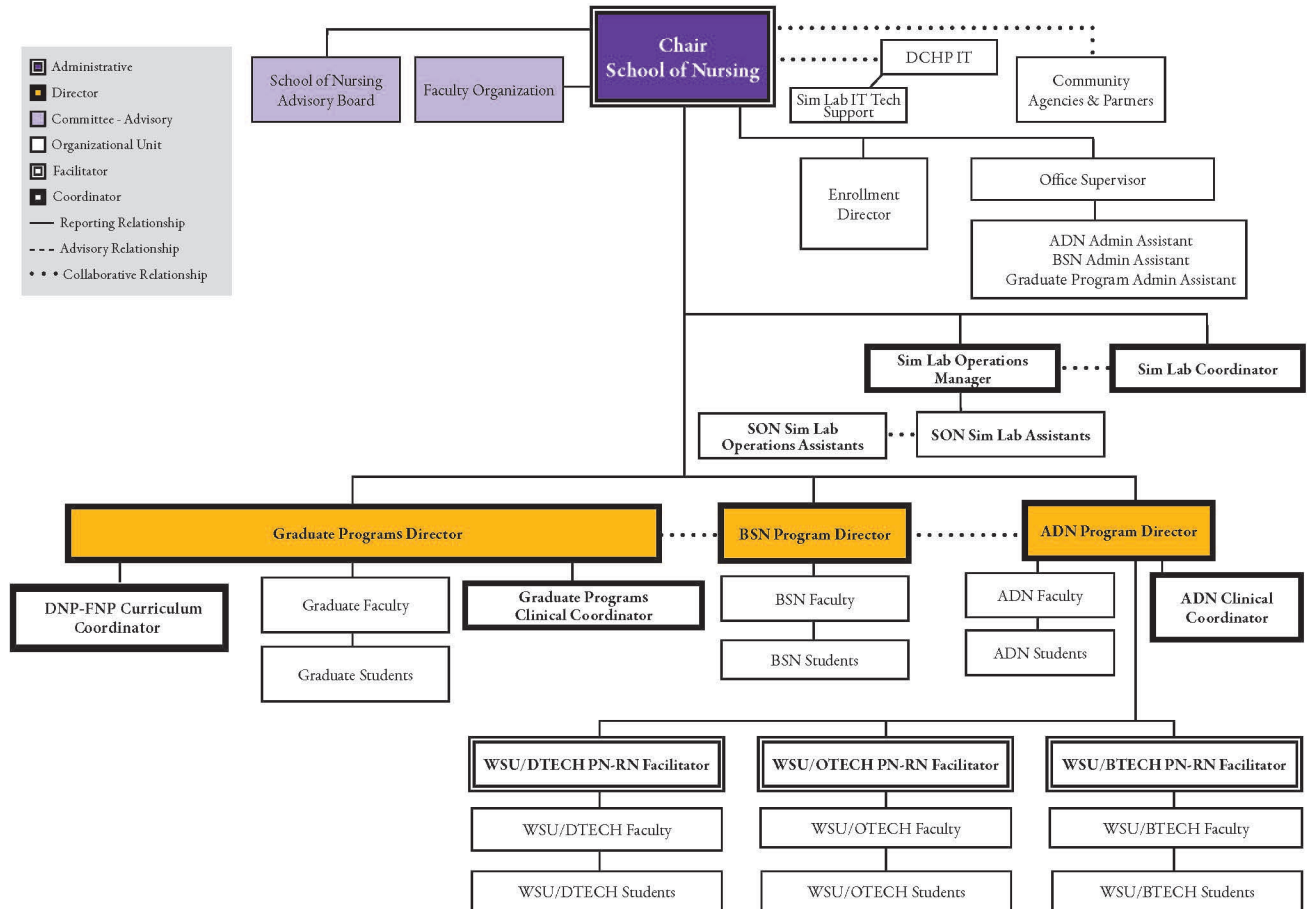 Chair
School of Nursing
DCHP IT
Sim Lab IT Tech
Support
Community
Agencies & Partners
School of Nursing
Advisory Board
Faculty Organization
Administrative
Director
Committee - Advisory
Organizational Unit
Facilitator
Coordinator
Reporting Relationship
Advisory Relationship
Collaborative Relationship
Enrollment
Director
Office Supervisor
ADN Admin Assistant
BSN Admin Assistant
Graduate Program Admin Assistant
Sim Lab Operations
Manager
Sim Lab Coordinator
SON Sim Lab
Operations Assistants
SON Sim Lab Assistants
Graduate Programs Director
BSN Program Director
ADN Program Director
DNP-FNP Curriculum
Coordinator
Graduate Faculty
Graduate Students
Graduate Programs
Clinical Coordinator
BSN Faculty
BSN Students
ADN Faculty
ADN Students
ADN Clinical
Coordinator
WSU/DTECH PN-RN Facilitator
WSU/OTECH PN-RN Facilitator
WSU/BTECH PN-RN Facilitator
WSU/DTECH Faculty
WSU/OTECH Faculty
WSU/BTECH Faculty
WSU/DTECH Students
WSU/OTECH Students
WSU/BTECH Students